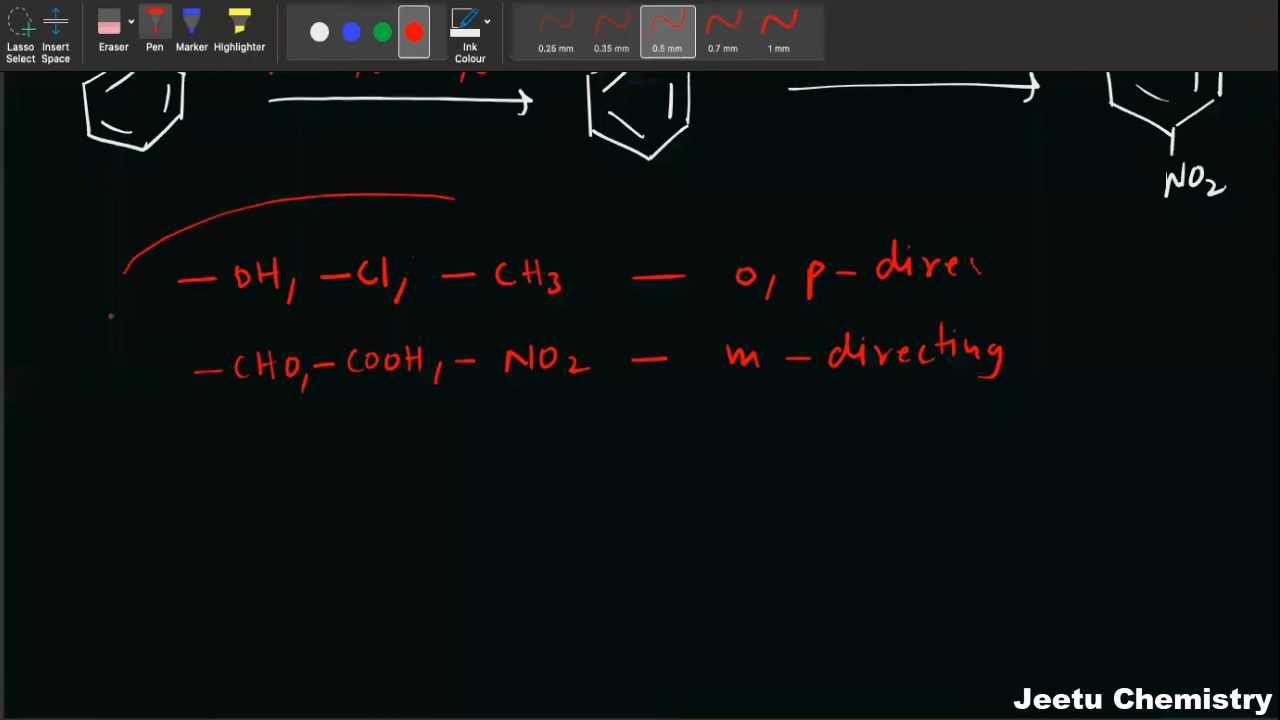 Lasso Select
Insert Space
Eraser
Pen
Marker
Highlighter
Ink Colour
0.25 mm
0.35 mm
0.5 mm
0.7 mm
1 mm
NO2
— OH, — Cl, — CH3 — o, p – direc
— CHO, – COOH, – NO2 — m – directing
Jeetu Chemistry